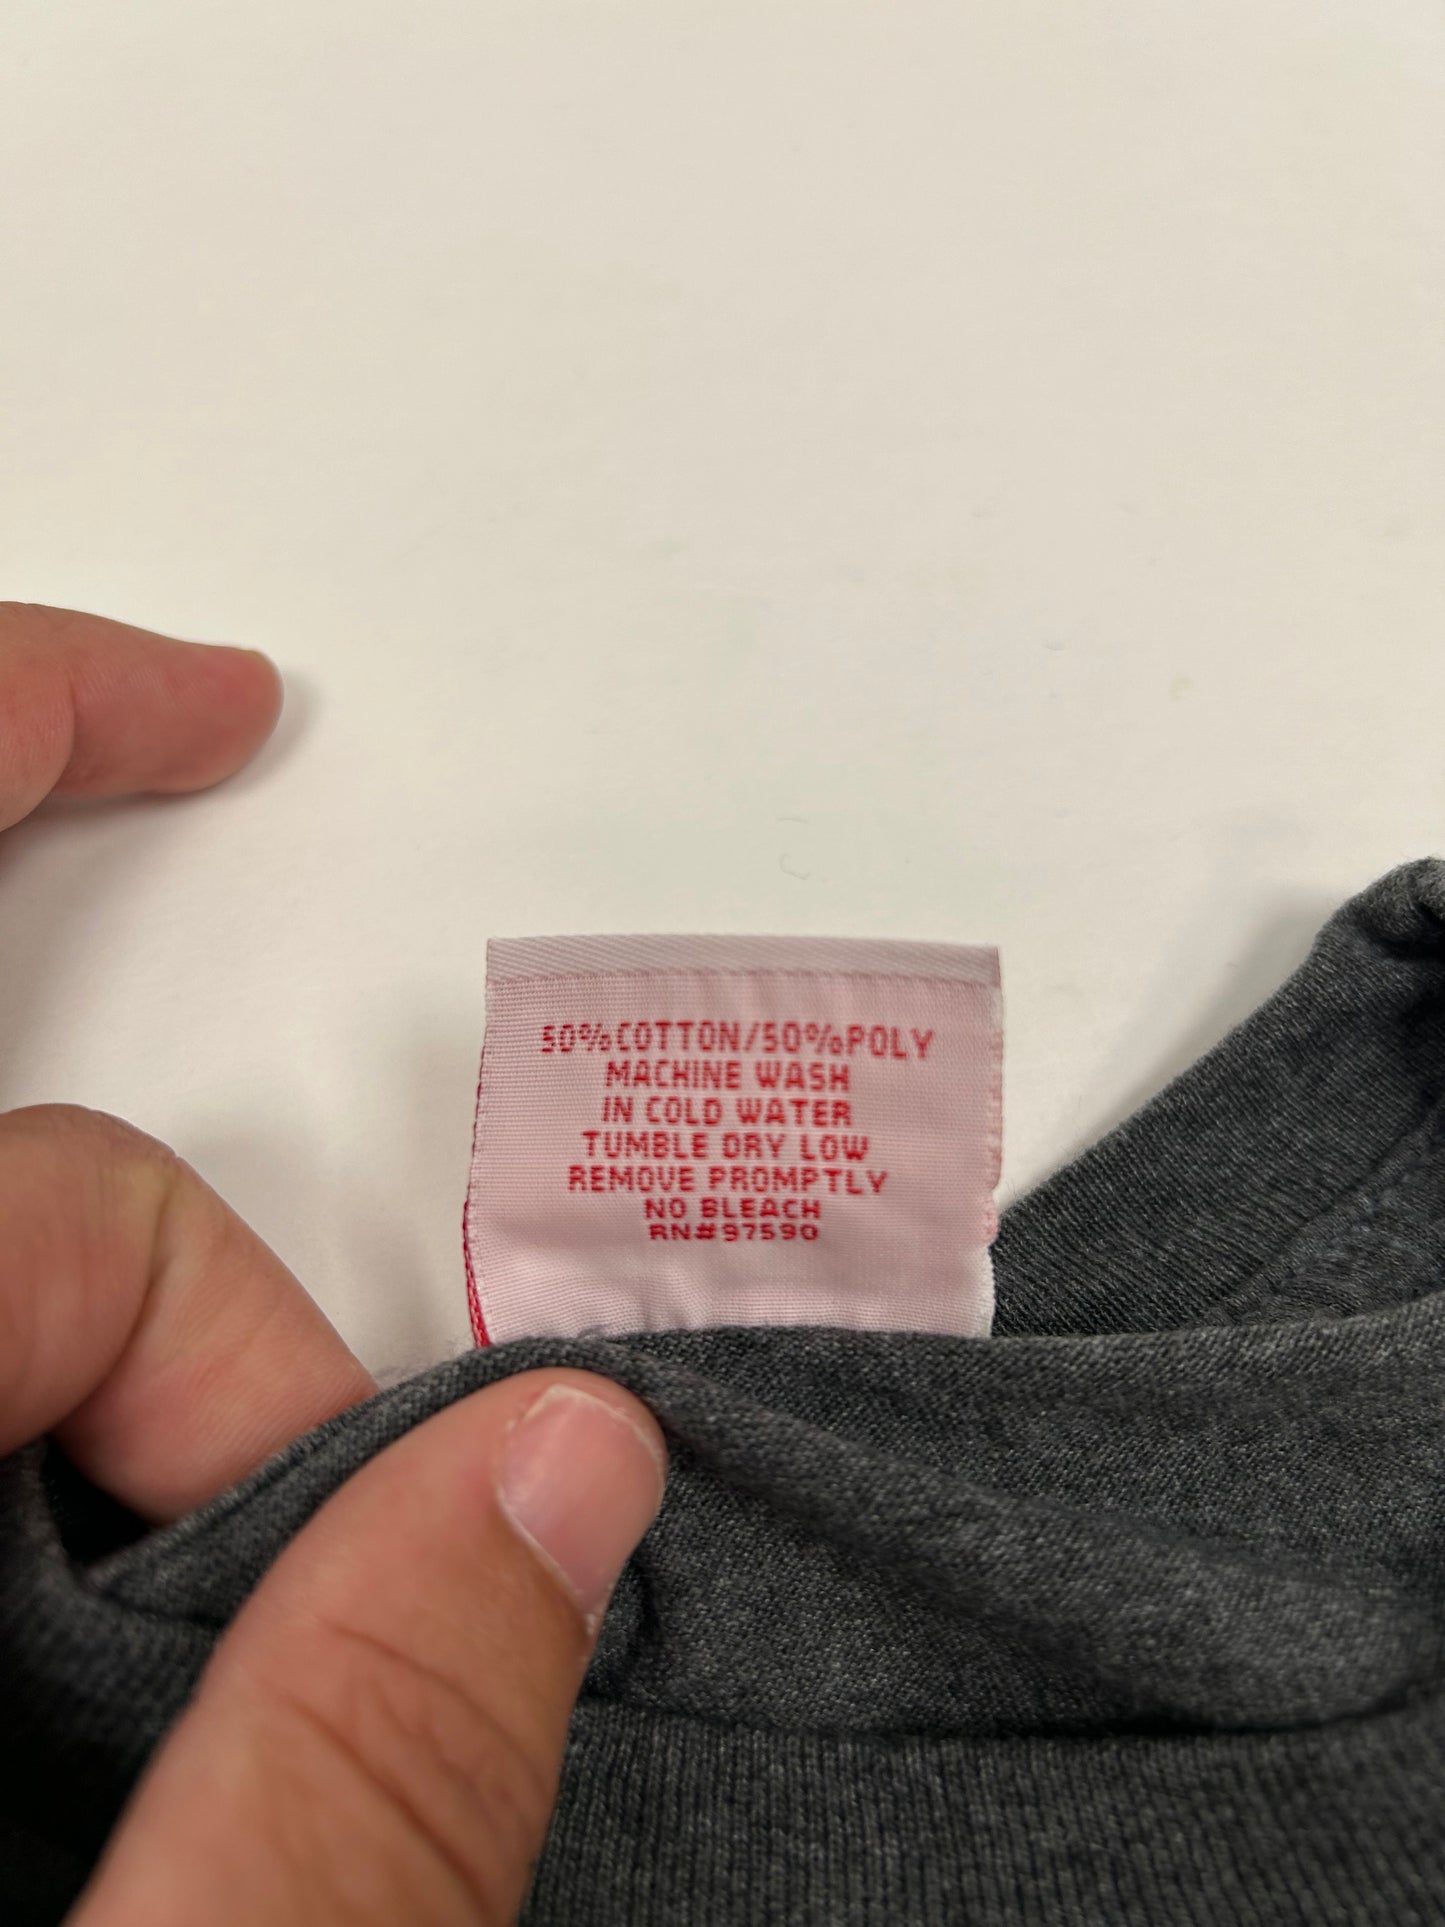 50%COTTON/50%POLY
MACHINE WASH
IN COLD WATER
TUMBLE DRY LOW
REMOVE PROMPTLY
NO BLEACH
RN#97590